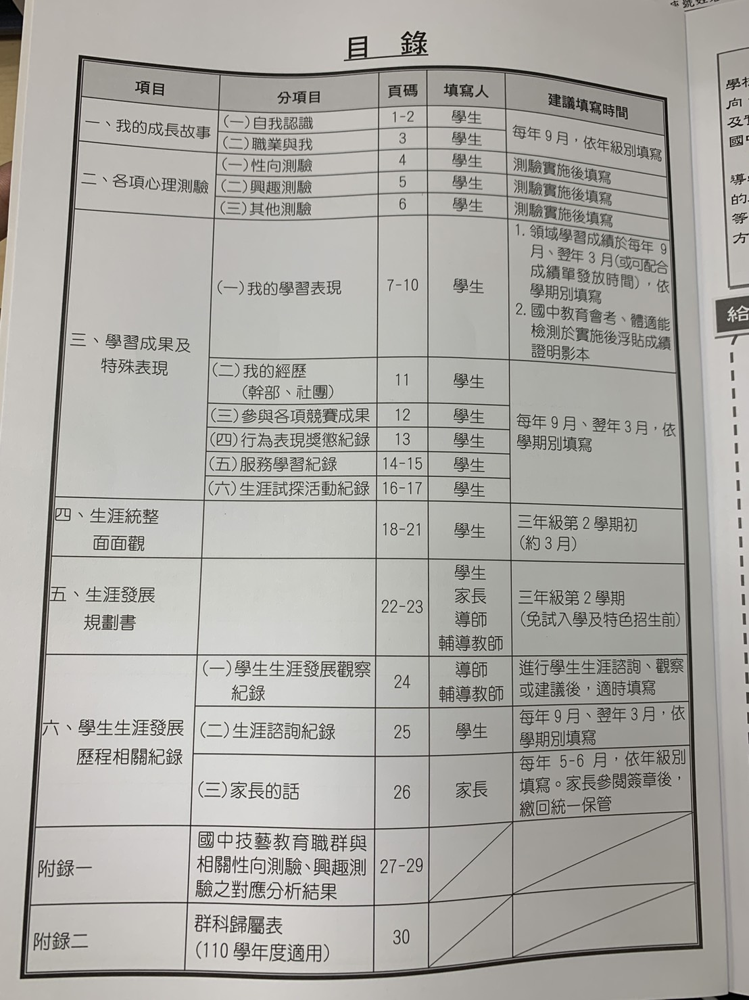 目 錄
項目 分項目 頁碼 填寫人 建議填寫時間
一、我的成長故事 (一)自我認識 1-2 學生 每年9月,依年級別填寫
(二)職業與我 3 學生
二、各項心理測驗 (一)性向測驗 4 學生 測驗實施後填寫
(二)興趣測驗 5 學生 測驗實施後填寫
(三)其他測驗 6 學生 測驗實施後填寫
三、學習成果及
特殊表現
(一)我的學習表現 7-10 學生
1. 領域學習成績於每年 9
月、翌年3月(或可配合
成績單發放時間),依
學期別填寫
2. 國中教育會考、體適能
檢測於實施後浮貼成績
證明影本
(二)我的經歷
(幹部、社團)
11 學生
(三)參與各項競賽成果 12 學生
每年9月、翌年3月,依
學期別填寫
(四)行為表現獎懲紀錄 13 學生
(五)服務學習紀錄 14-15 學生
(六)生涯試探活動紀錄 16-17 學生
四、生涯統整
面面觀
18-21 學生
三年級第2學期初
(約3月)
五、生涯發展
規劃書
22-23
學生
家長
導師
輔導教師
三年級第2學期
(免試入學及特色招生前)
六、學生生涯發展
歷程相關紀錄
(一)學生生涯發展觀察
紀錄
24
導師
輔導教師
進行學生生涯諮詢、觀察
或建議後,適時填寫
(二)生涯諮詢紀錄 25 學生
每年9月、翌年3月,依
學期別填寫
(三)家長的話 26 家長
每年 5-6 月,依年級別
填寫。家長參閱簽章後,
繳回統一保管
附錄一
國中技藝教育職群與
相關性向測驗、興趣測
驗之對應分析結果
27-29
附錄二
群科歸屬表
(110學年度適用)
30
向
國
的
等
方
給